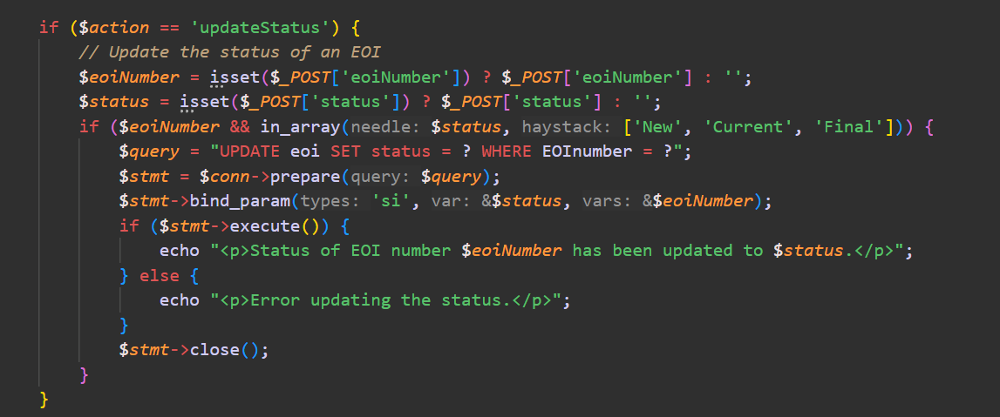 if ($action == 'updateStatus') {
    // Update the status of an EOI
    $eoiNumber = isset($_POST['eoiNumber']) ? $_POST['eoiNumber'] : '';
    $status = isset($_POST['status']) ? $_POST['status'] : '';
    if ($eoiNumber && in_array(needle: $status, haystack: ['New', 'Current', 'Final'])) {
        $query = "UPDATE eoi SET status = ? WHERE EOInumber = ?";
        $stmt = $conn->prepare(query: $query);
        $stmt->bind_param(types: 'si', var: &$status, vars: &$eoiNumber);
        if ($stmt->execute()) {
            echo "<p>Status of EOI number $eoiNumber has been updated to $status.</p>";
        } else {
            echo "<p>Error updating the status.</p>";
        }
        $stmt->close();
    }
}